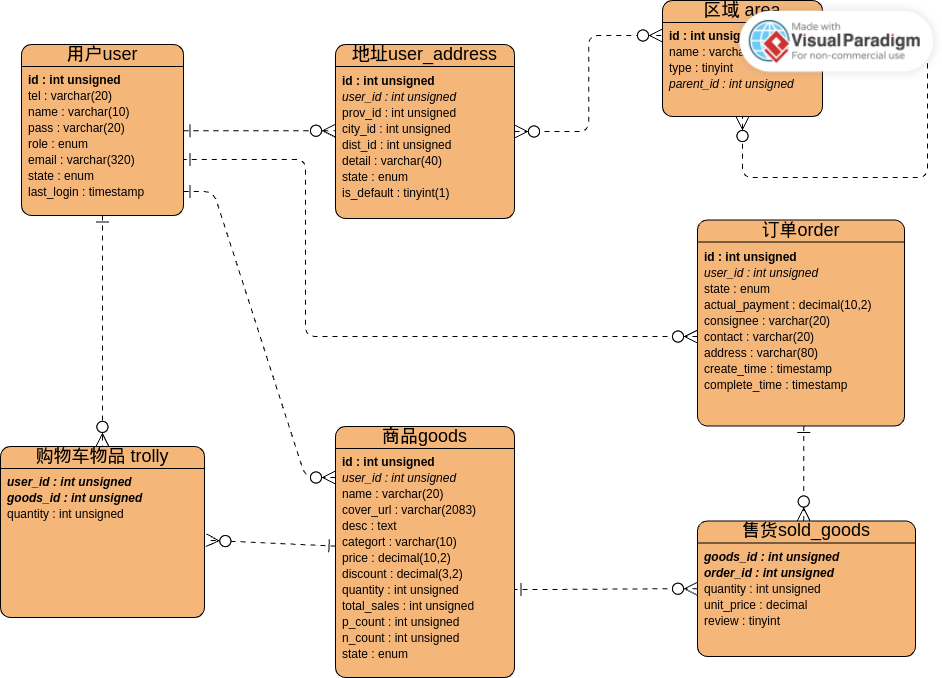 用户user
id : int unsigned
tel : varchar(20)
name : varchar(10)
pass : varchar(20)
role : enum
email : varchar(320)
state : enum
last_login : timestamp
地址user_address
id : int unsigned
user_id : int unsigned
prov_id : int unsigned
city_id : int unsigned
dist_id : int unsigned
detail : varchar(40)
state : enum
is_default : tinyint(1)
区域 area
id : int
name :
type : tinyint
parent_id : int unsigned
Made with
Visual Paradigm
For non-commercial use
订单order
id : int unsigned
user_id : int unsigned
state : enum
actual_payment : decimal(10,2)
consignee : varchar(20)
contact : varchar(20)
address : varchar(80)
create_time : timestamp
complete_time : timestamp
购物车物品 trolly
user_id : int unsigned
goods_id : int unsigned
quantity : int unsigned
商品goods
id : int unsigned
user_id : int unsigned
name : varchar(20)
cover_url : varchar(2083)
desc : text
categort : varchar(10)
price : decimal(10,2)
discount : decimal(3,2)
quantity : int unsigned
total_sales : int unsigned
p_count : int unsigned
n_count : int unsigned
state : enum
售货sold_goods
goods_id : int unsigned
order_id : int unsigned
quantity : int unsigned
unit_price : decimal
review : tinyint